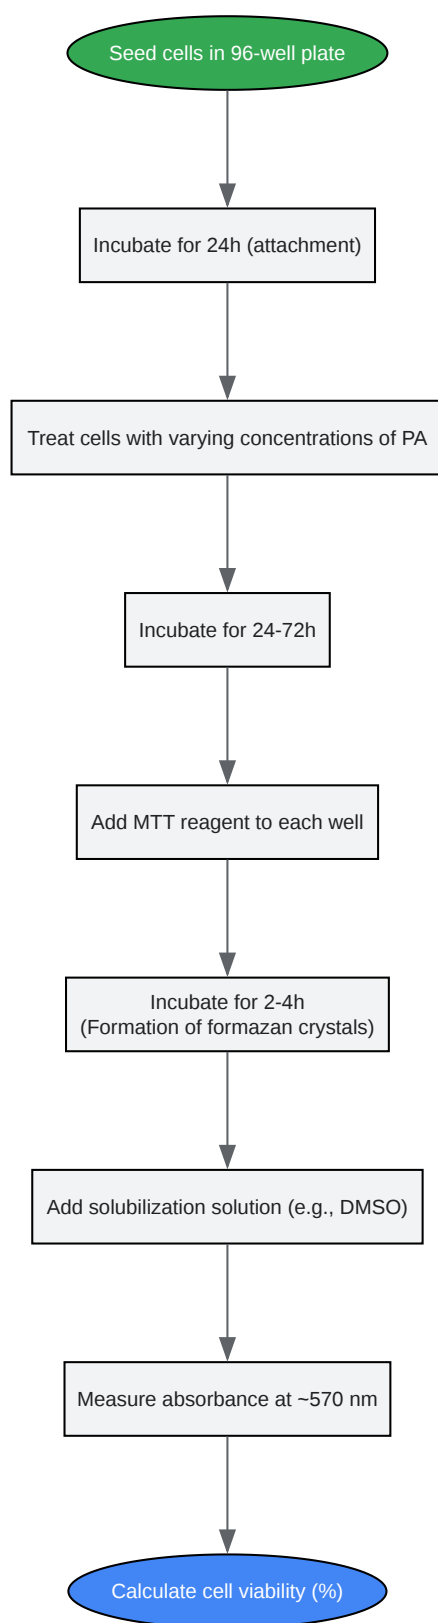 Seed cells in 96-well plate
Incubate for 24h (attachment)
Treat cells with varying concentrations of PA
Incubate for 24-72h
Add MTT reagent to each well
Incubate for 2-4h
(Formation of formazan crystals)
Add solubilization solution (e.g., DMSO)
Measure absorbance at ~570 nm
Calculate cell viability (%)